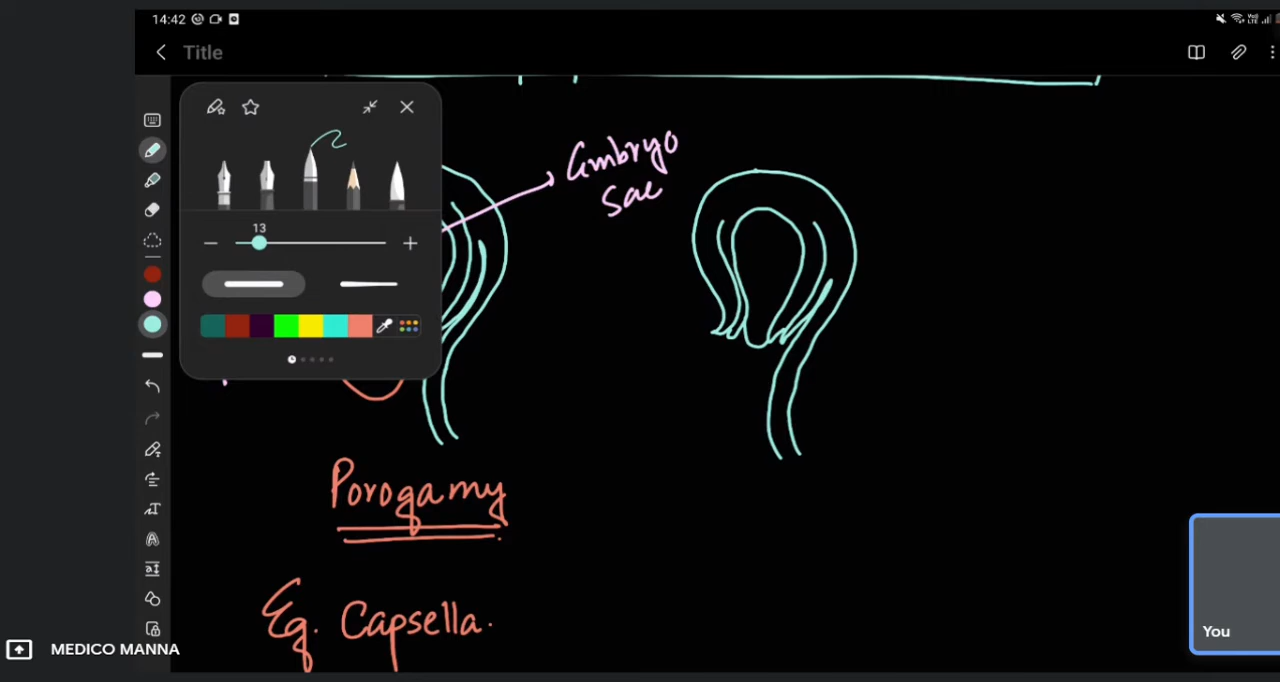 14:42
Title
13
Embryo
Sac
Porogamy
Eg. Capsella.
MEDICO MANNA
You